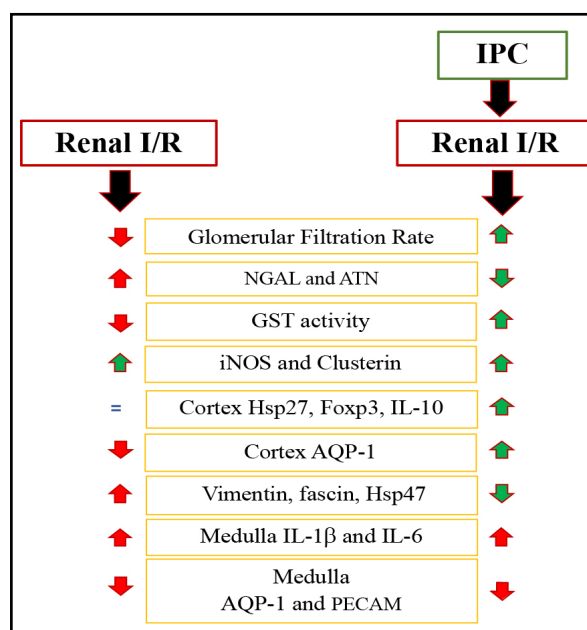 IPC
Renal I/R
Renal I/R
Glomerular Filtration Rate
NGAL and ATN
GST activity
iNOS and Clusterin
= Cortex Hsp27, Foxp3, IL-10
Cortex AQP-1
Vimentin, fascin, Hsp47
Medulla IL-1β and IL-6
Medulla
AQP-1 and PECAM